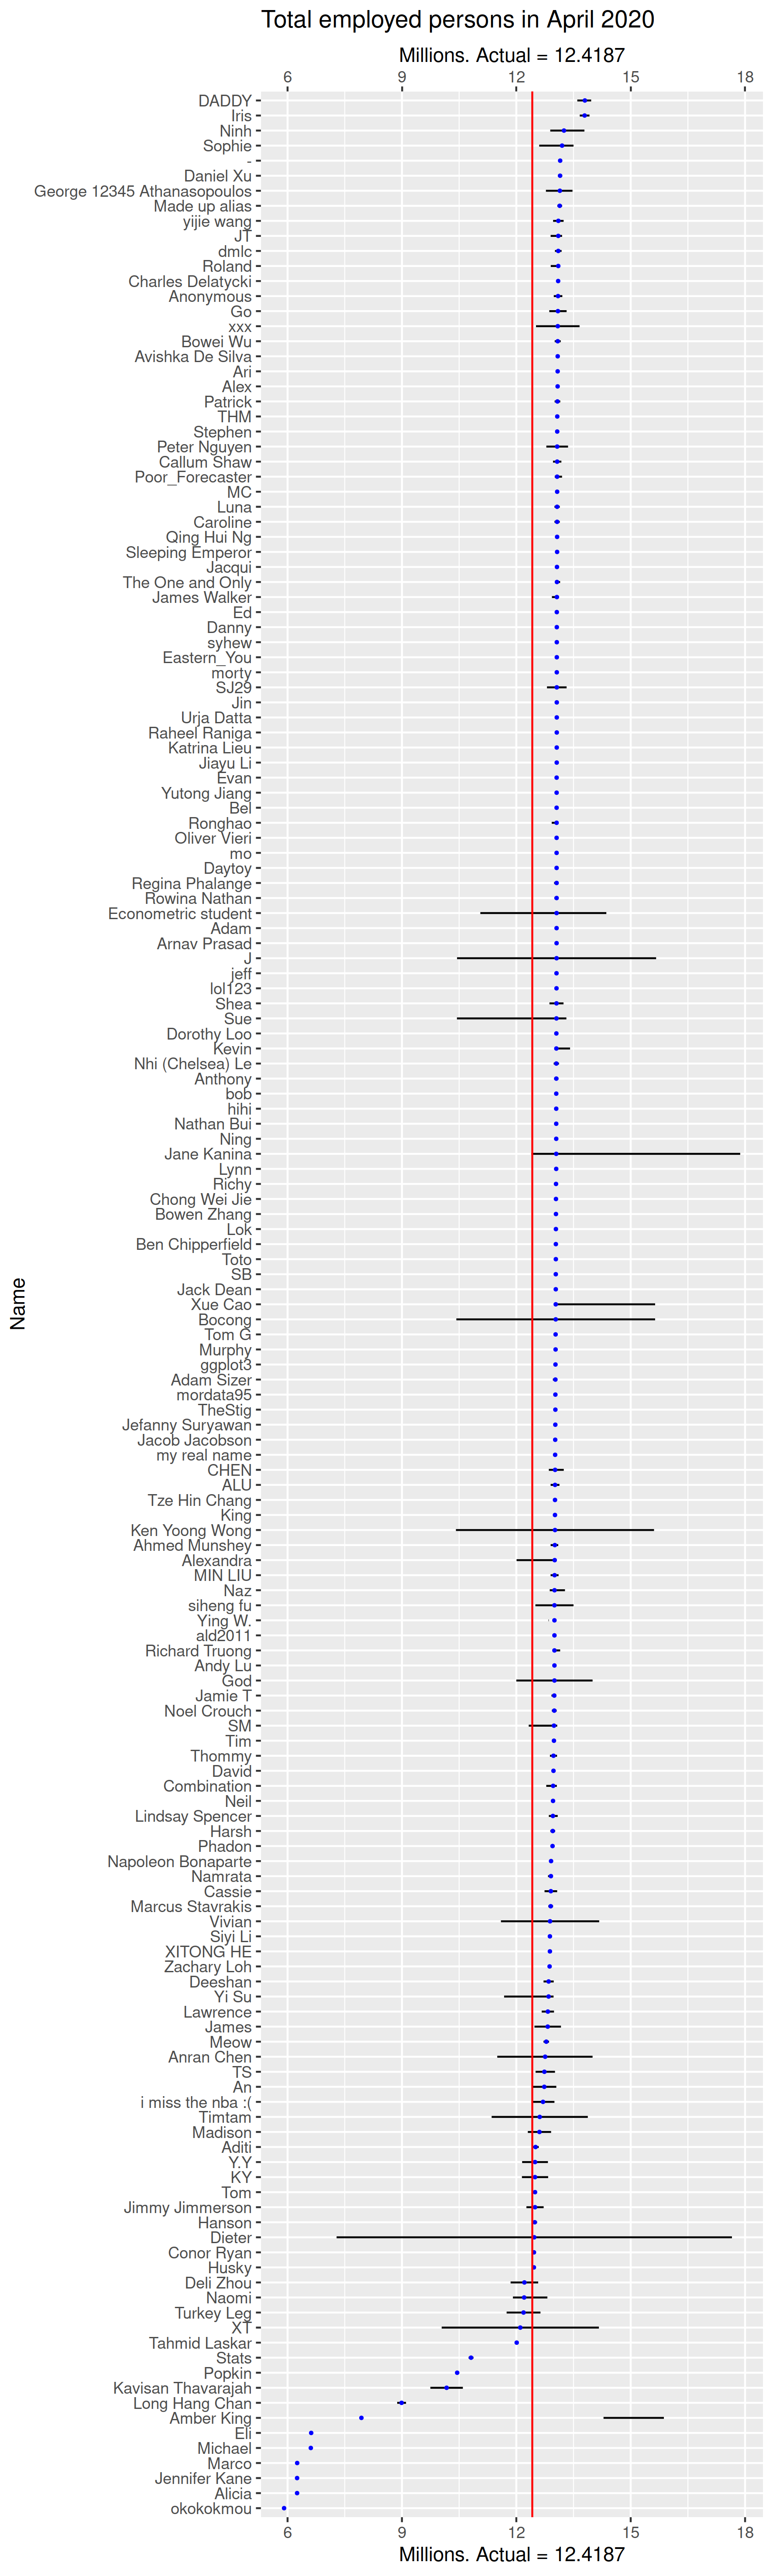 Total employed persons in April 2020
Millions. Actual = 12.4187
6 9 12 15 18
DADDY
Iris
Ninh
Sophie
-
Daniel Xu
George 12345 Athanasopoulos
Made up alias
yijie wang
JT
dmlc
Roland
Charles Delatycki
Anonymous
Go
xxx
Bowei Wu
Avishka De Silva
Ari
Alex
Patrick
THM
Stephen
Peter Nguyen
Callum Shaw
Poor_Forecaster
MC
Luna
Caroline
Qing Hui Ng
Sleeping Emperor
Jacqui
The One and Only
James Walker
Ed
Danny
syhew
Eastern_You
morty
SJ29
Jin
Urja Datta
Raheel Raniga
Katrina Lieu
Jiayu Li
Evan
Yutong Jiang
Bel
Ronghao
Oliver Vieri
mo
Daytoy
Regina Phalange
Rowina Nathan
Econometric student
Adam
Arnav Prasad
J
jeff
lol123
Shea
Sue
Dorothy Loo
Kevin
Nhi (Chelsea) Le
Anthony
bob
hihi
Nathan Bui
Ning
Jane Kanina
Lynn
Richy
Chong Wei Jie
Bowen Zhang
Lok
Ben Chipperfield
Toto
SB
Jack Dean
Xue Cao
Bocong
Tom G
Murphy
ggplot3
Adam Sizer
mordata95
TheStig
Jefanny Suryawan
Jacob Jacobson
my real name
CHEN
ALU
Tze Hin Chang
King
Ken Yoong Wong
Ahmed Munshey
Alexandra
MIN LIU
Naz
siheng fu
Ying W.
ald2011
Richard Truong
Andy Lu
God
Jamie T
Noel Crouch
SM
Tim
Thommy
David
Combination
Neil
Lindsay Spencer
Harsh
Phadon
Napoleon Bonaparte
Namrata
Cassie
Marcus Stavrakis
Vivian
Siyi Li
XITONG HE
Zachary Loh
Deeshan
Yi Su
Lawrence
James
Meow
Anran Chen
TS
An
i miss the nba :(
Timtam
Madison
Aditi
Y.Y
KY
Tom
Jimmy Jimmerson
Hanson
Dieter
Conor Ryan
Husky
Deli Zhou
Naomi
Turkey Leg
XT
Tahmid Laskar
Stats
Popkin
Kavisan Thavarajah
Long Hang Chan
Amber King
Eli
Michael
Marco
Jennifer Kane
Alicia
okokokmou
Name
6 9 12 15 18
Millions. Actual = 12.4187